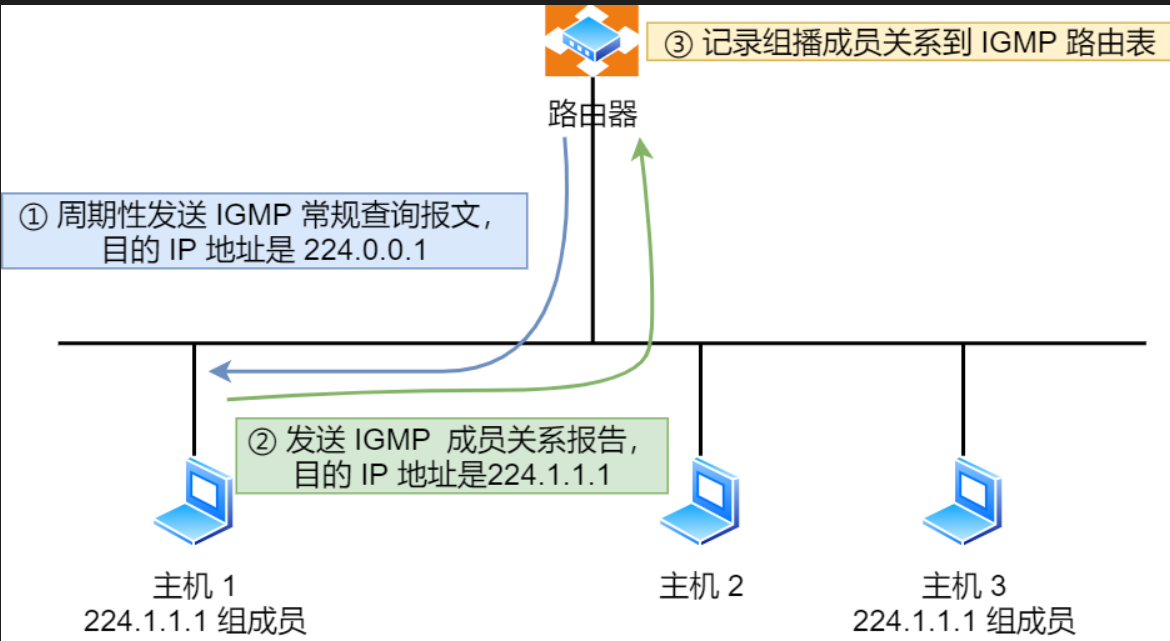 ③ 记录组播成员关系到 IGMP 路由表
路由器
① 周期性发送 IGMP 常规查询报文，
目的 IP 地址是 224.0.0.1
② 发送 IGMP 成员关系报告，
目的 IP 地址是224.1.1.1
主机 1
224.1.1.1 组成员
主机 2
主机 3
224.1.1.1 组成员